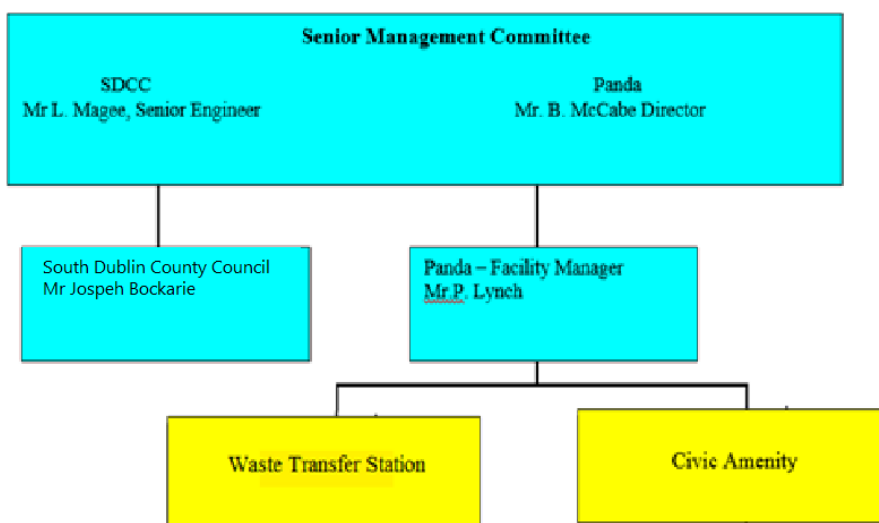 Senior Management Committee
SDCC
Mr L. Magee, Senior Engineer
Panda
Mr. B. McCabe Director
South Dublin County Council
Mr Jospeh Bockarie
Panda – Facility Manager
Mr.P. Lynch
Waste Transfer Station
Civic Amenity